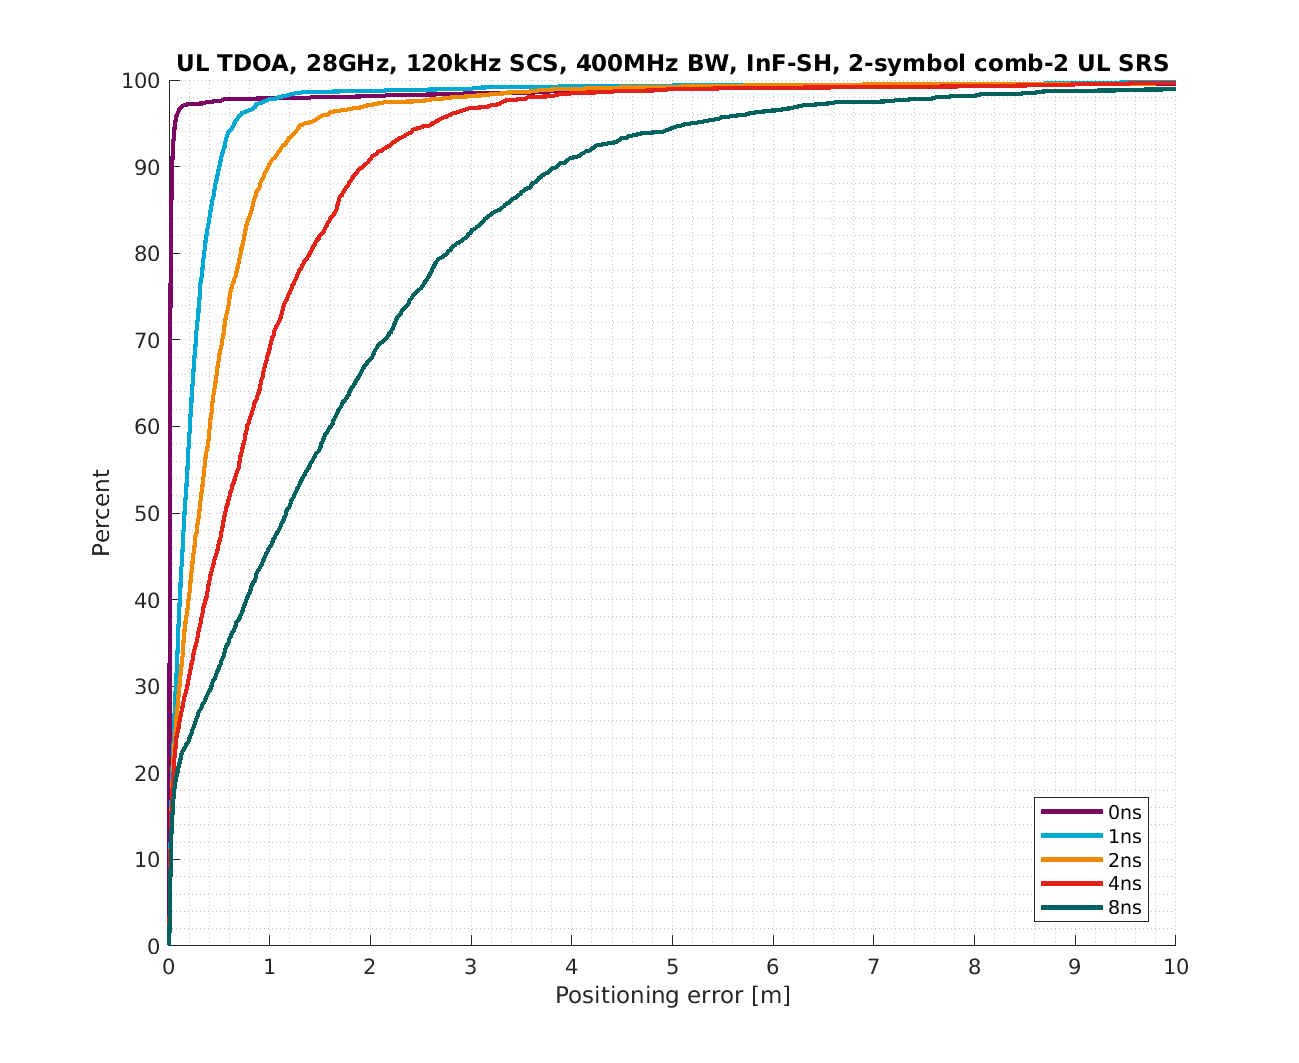 UL TDOA, 28GHz, 120kHz SCS, 400MHz BW, InF-SH, 2-symbol comb-2 UL SRS
100
90
80
70
60
50
40
30
20
10
0
Percent
0ns
1ns
2ns
4ns
8ns
0 1 2 3 4 5 6 7 8 9 10
Positioning error [m]